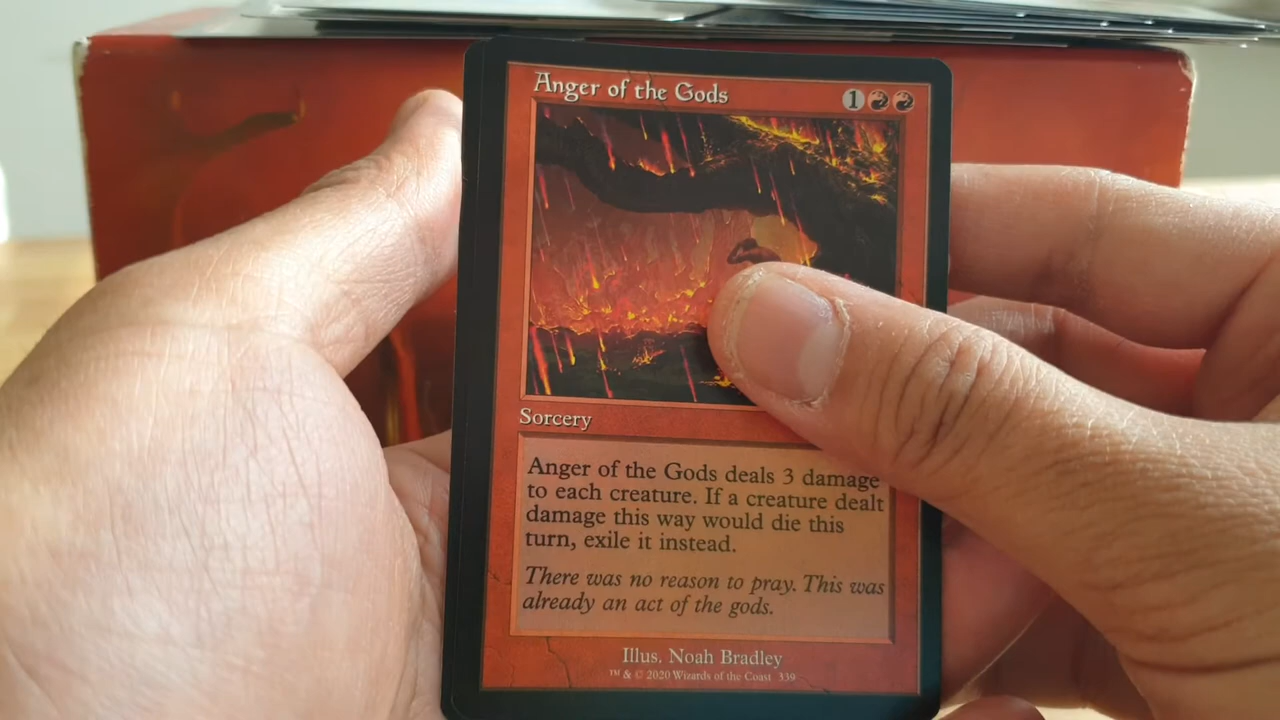 Anger of the Gods 1
Sorcery
Anger of the Gods deals 3 damage
to each creature. If a creature dealt
damage this way would die this
turn, exile it instead.
There was no reason to pray. This was
already an act of the gods.
Illus. Noah Bradley
™ & © 2020 Wizards of the Coast 339